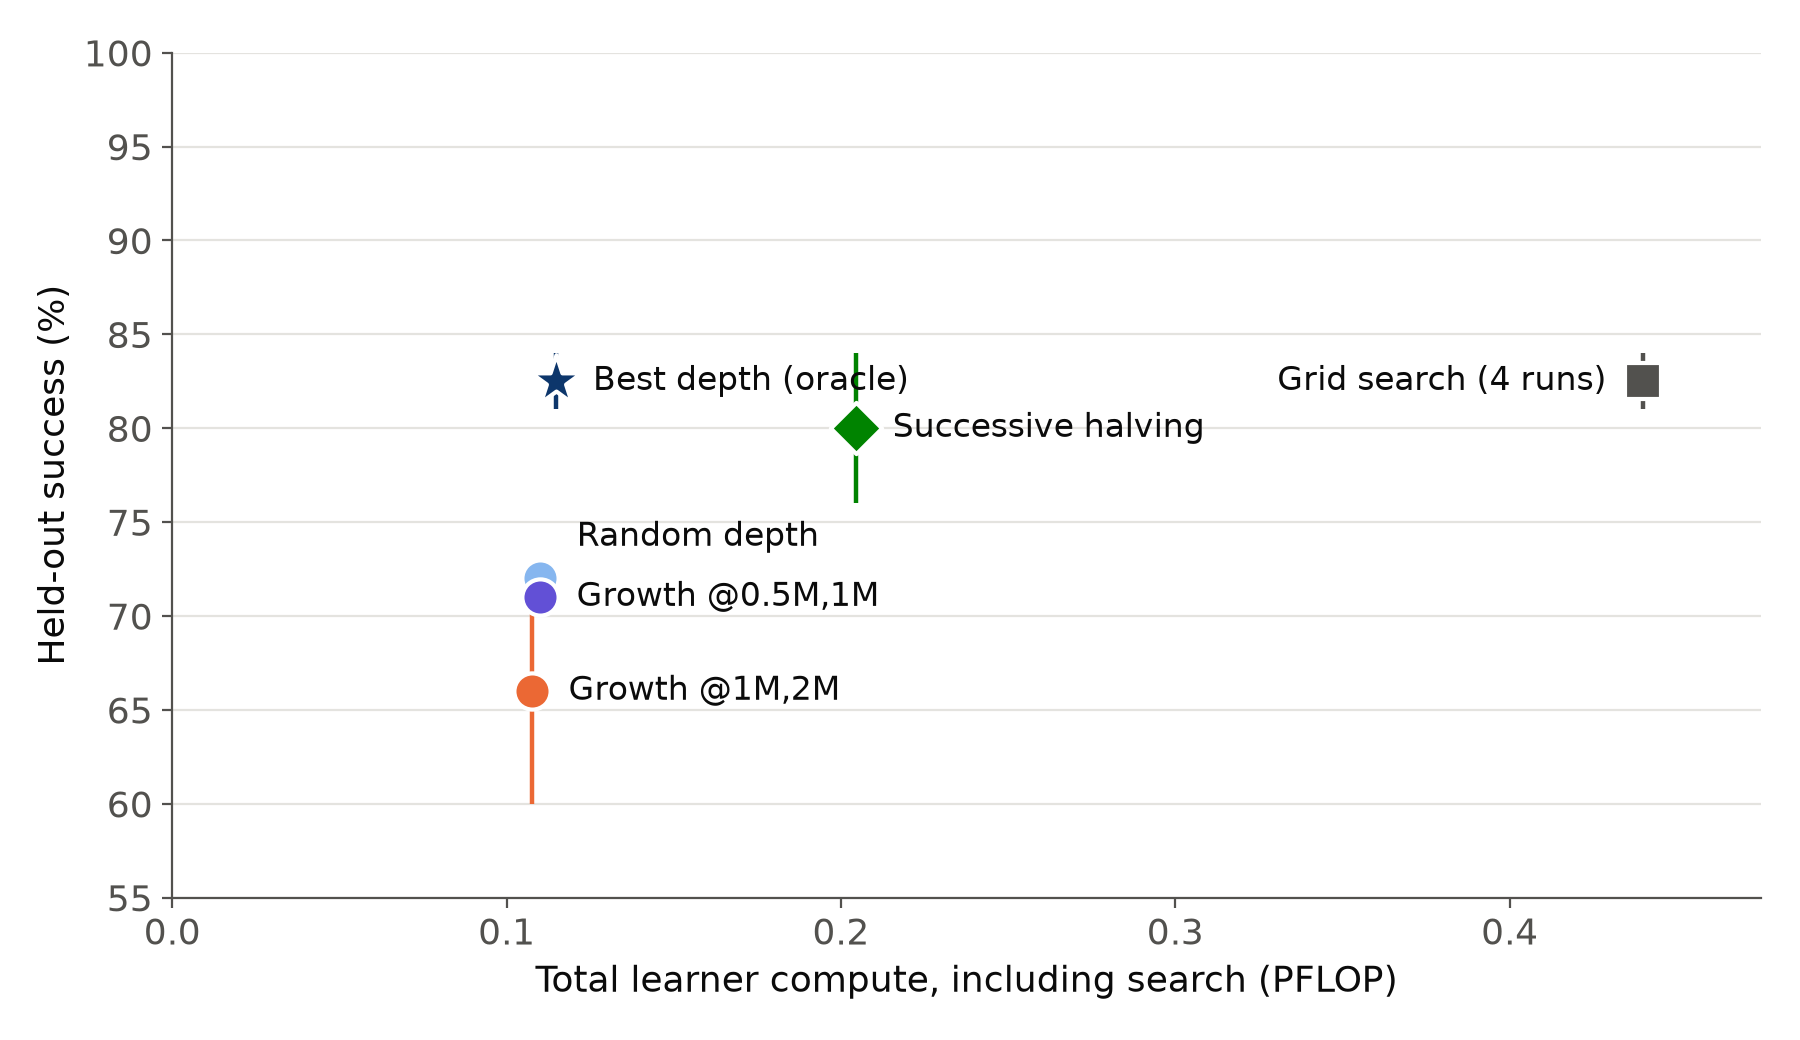 100
95
90
85
80
75
70
65
60
55
Held-out success (%)
Best depth (oracle)
Grid search (4 runs)
Successive halving
Random depth
Growth @0.5M,1M
Growth @1M,2M
0.0 0.1 0.2 0.3 0.4
Total learner compute, including search (PFLOP)